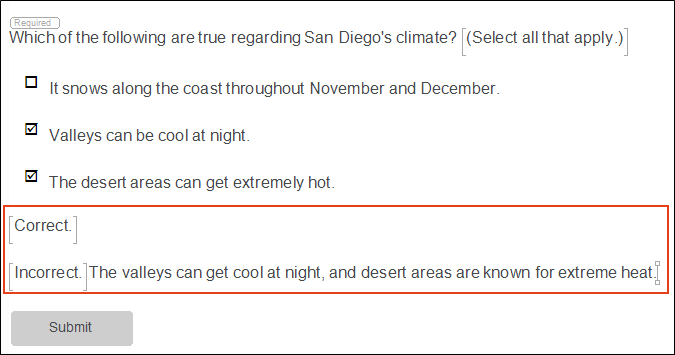 Required
Which of the following are true regarding San Diego's climate? (Select all that apply.)
It snows along the coast throughout November and December.
Valleys can be cool at night.
The desert areas can get extremely hot.
Correct.
Incorrect. The valleys can get cool at night, and desert areas are known for extreme heat.
Submit